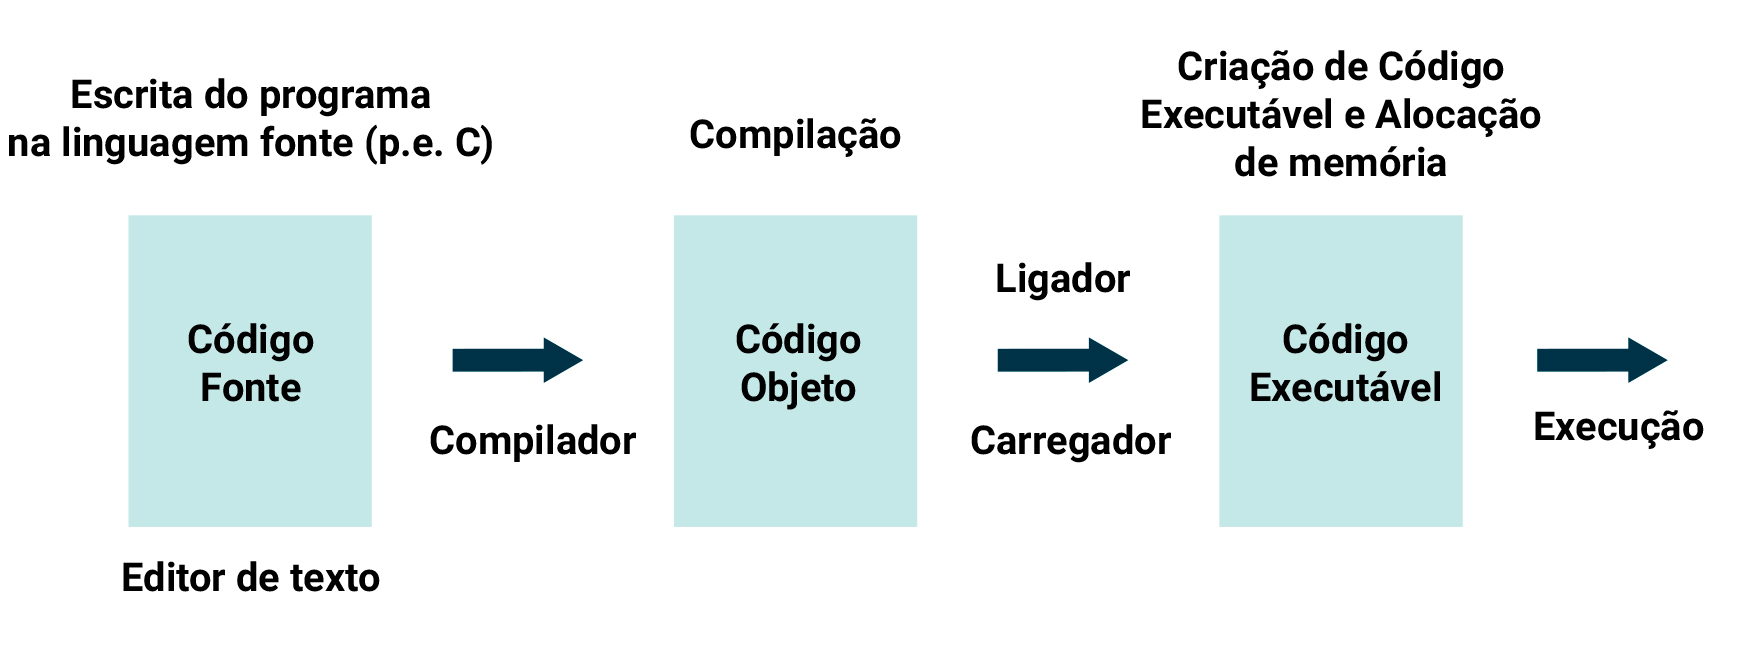 Escrita do programa
na linguagem fonte (p.e. C)
Código
Fonte
Editor de texto
Compilador
Compilação
Código
Objeto
Ligador
Carregador
Criação de Código
Executável e Alocação
de memória
Código
Executável
Execução